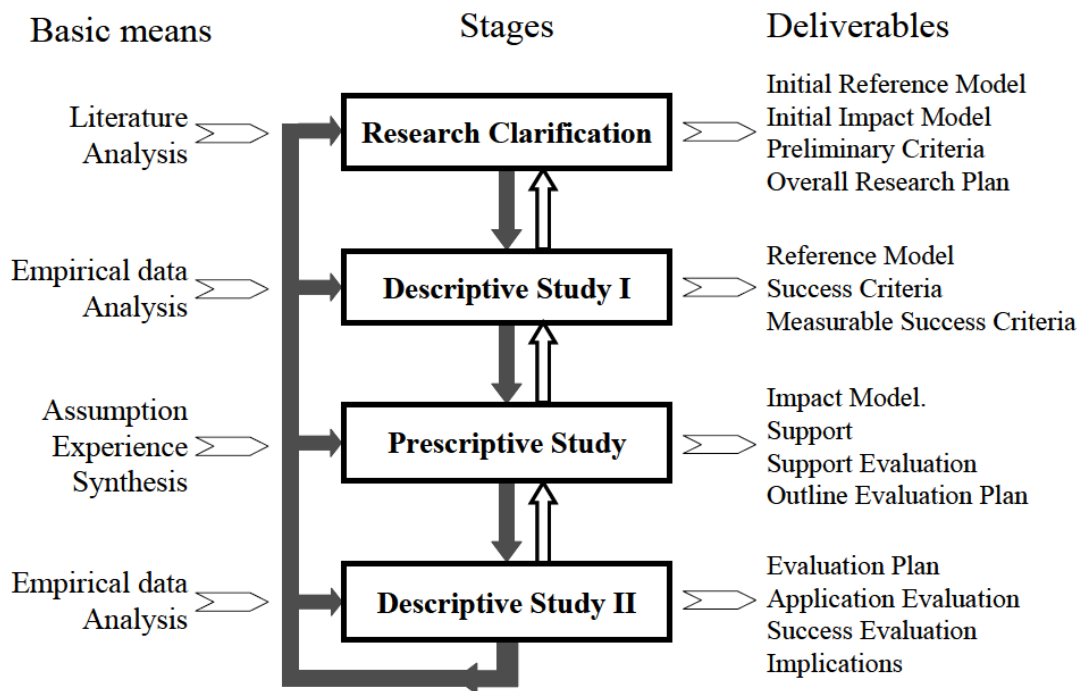 Basic means
Stages
Deliverables
Literature
Analysis
Research Clarification
Initial Reference Model
Initial Impact Model
Preliminary Criteria
Overall Research Plan
Empirical data
Analysis
Descriptive Study I
Reference Model
Success Criteria
Measurable Success Criteria
Assumption
Experience
Synthesis
Prescriptive Study
Impact Model.
Support
Support Evaluation
Outline Evaluation Plan
Empirical data
Analysis
Descriptive Study II
Evaluation Plan
Application Evaluation
Success Evaluation
Implications